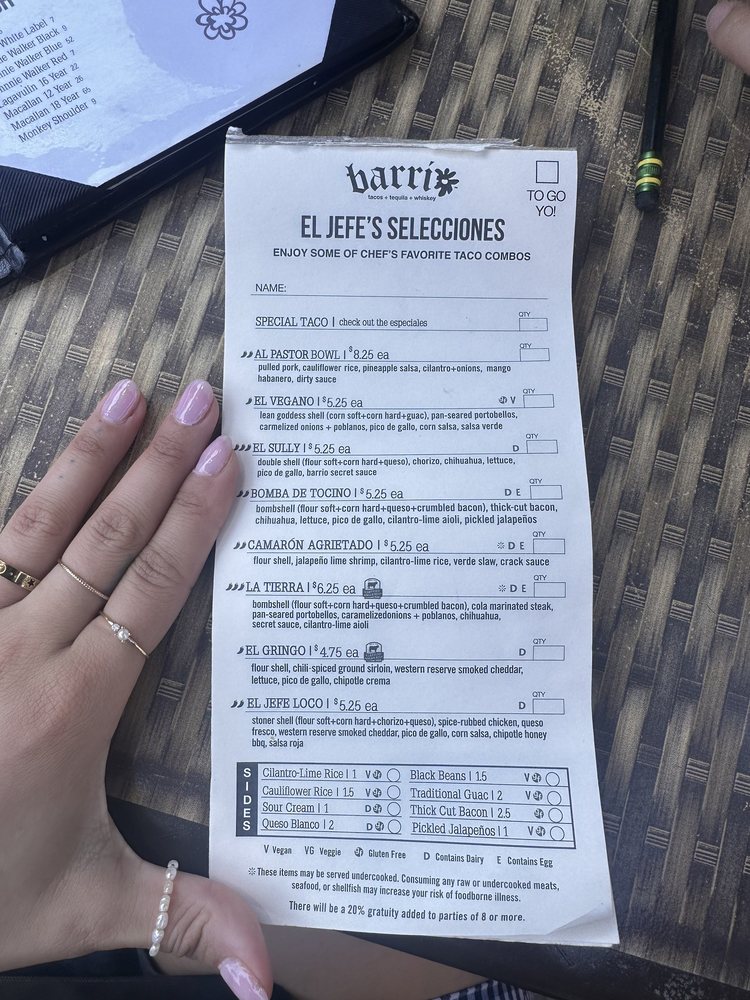 White Label 7
Walker Black 9
nnie Walker Blue 52
hnnie Walker Red 7
Lagavulin 16 Year 22
Macallan 12 Year 26
Macallan 18 Year 65
Monkey Shoulder 9
barrio
tacos + tequila + whiskey
TO GO
YO!
EL JEFE'S SELECCIONES
ENJOY SOME OF CHEF'S FAVORITE TACO COMBOS
NAME:
SPECIAL TACO | check out the especiales QTY
AL PASTOR BOWL | $8.25 ea QTY
pulled pork, cauliflower rice, pineapple salsa, cilantro+onions, mango
habanero, dirty sauce
EL VEGANO | $5.25 ea V QTY
lean goddess shell (corn soft+corn hard+guac), pan-seared portobellos,
carmelized onions + poblanos, pico de gallo, corn salsa, salsa verde
EL SULLY | $5.25 ea D QTY
double shell (flour soft+corn hard+queso), chorizo, chihuahua, lettuce,
pico de gallo, barrio secret sauce
BOMBA DE TOCINO | $5.25 ea D E QTY
bombshell (flour soft+corn hard+queso+crumbled bacon), thick-cut bacon,
chihuahua, lettuce, pico de gallo, cilantro-lime aioli, pickled jalapeños
CAMARÓN AGRIETADO | $5.25 ea D E QTY
flour shell, jalapeño lime shrimp, cilantro-lime rice, verde slaw, crack sauce
LA TIERRA | $6.25 ea D E QTY
bombshell (flour soft+corn hard+queso+crumbled bacon), cola marinated steak,
pan-seared portobellos, caramelizedonions + poblanos, chihuahua,
secret sauce, cilantro-lime aioli
EL GRINGO | $4.75 ea D QTY
flour shell, chili-spiced ground sirloin, western reserve smoked cheddar,
lettuce, pico de gallo, chipotle crema
EL JEFE LOCO | $5.25 ea D QTY
stoner shell (flour soft+corn hard+chorizo+queso), spice-rubbed chicken, queso
fresco, western reserve smoked cheddar, pico de gallo, corn salsa, chipotle honey
bbq, salsa roja
SIDES
Cilantro-Lime Rice | 1 V Black Beans | 1.5 V
Cauliflower Rice | 1.5 V Traditional Guac | 2 V
Sour Cream | 1 D Thick Cut Bacon | 2.5
Queso Blanco | 2 D Pickled Jalapeños | 1 V
V Vegan VG Veggie Gluten Free D Contains Dairy E Contains Egg
These items may be served undercooked. Consuming any raw or undercooked meats,
seafood, or shellfish may increase your risk of foodborne illness.
There will be a 20% gratuity added to parties of 8 or more.